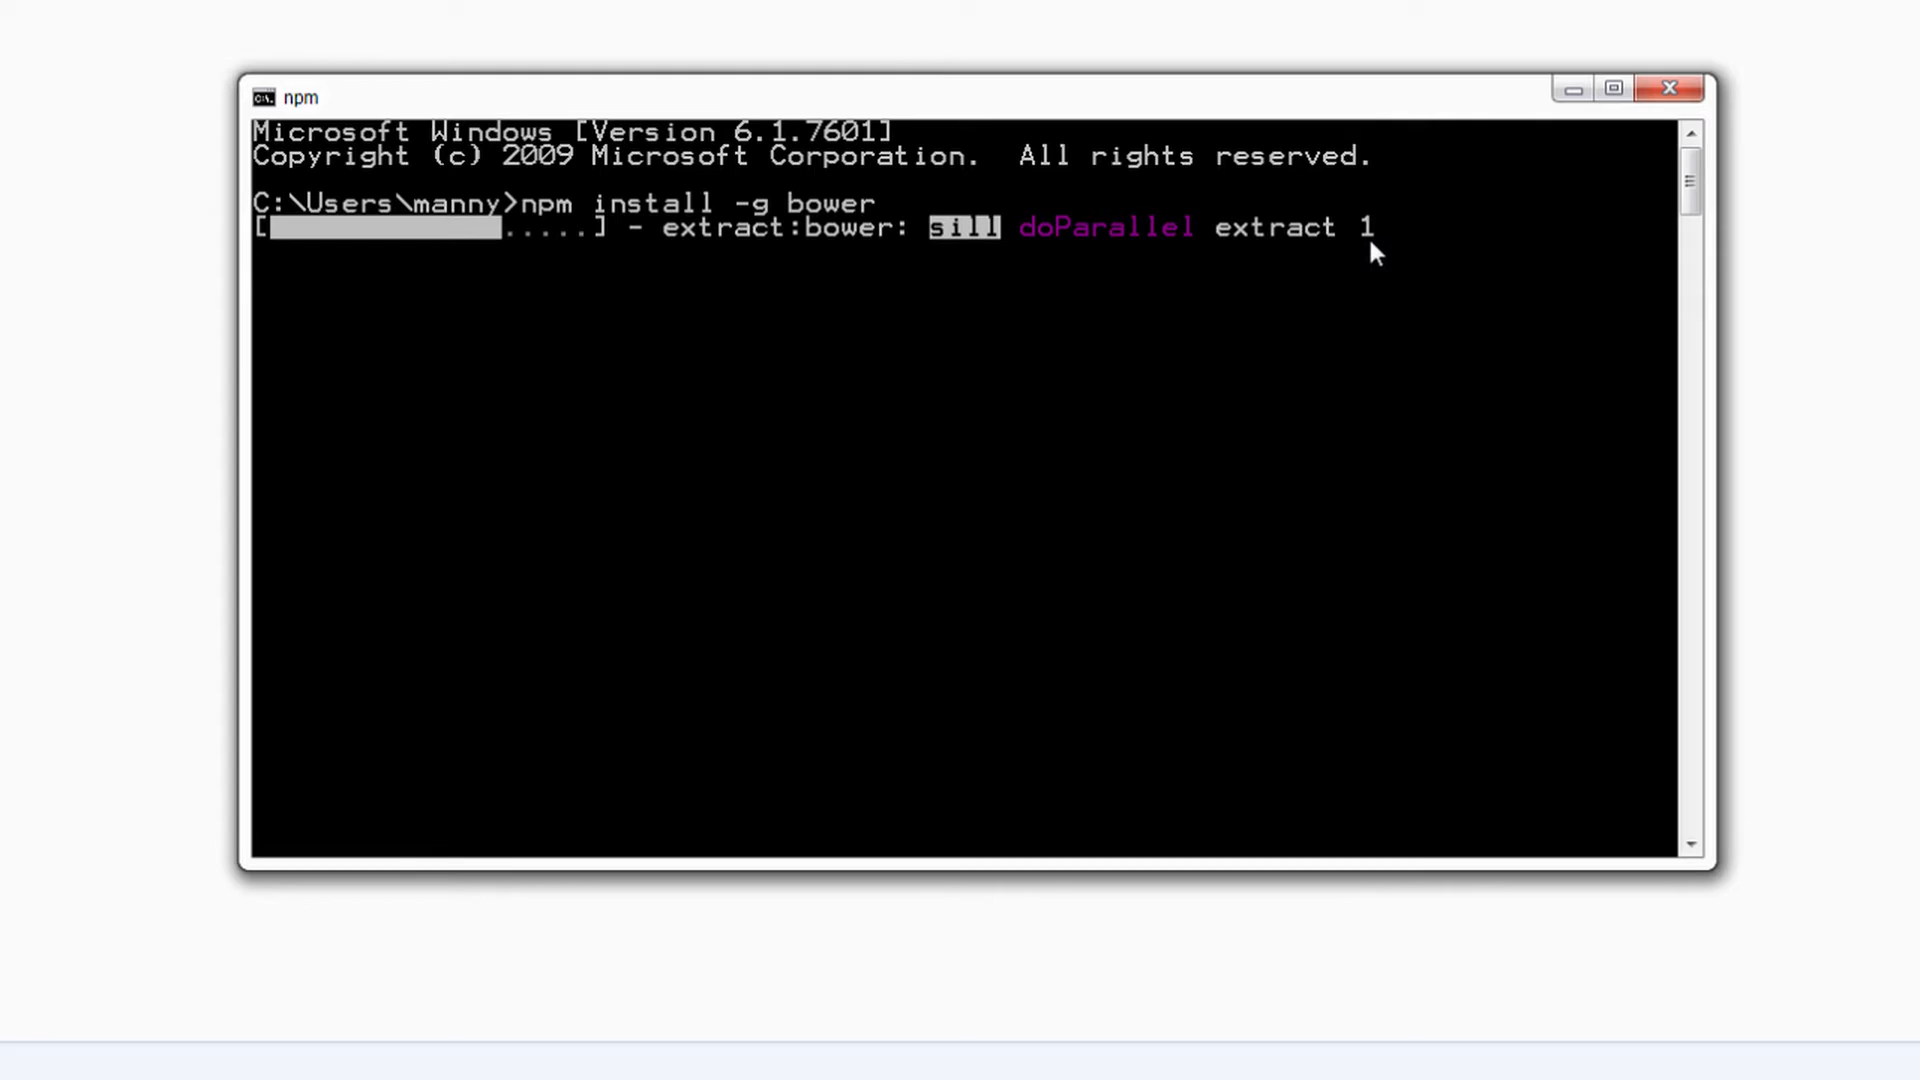 npm
Microsoft Windows [Version 6.1.7601]
Copyright (c) 2009 Microsoft Corporation.  All rights reserved.
C:\Users\manny>npm install -g bower
[             .....] - extract:bower: sill doParallel extract 1